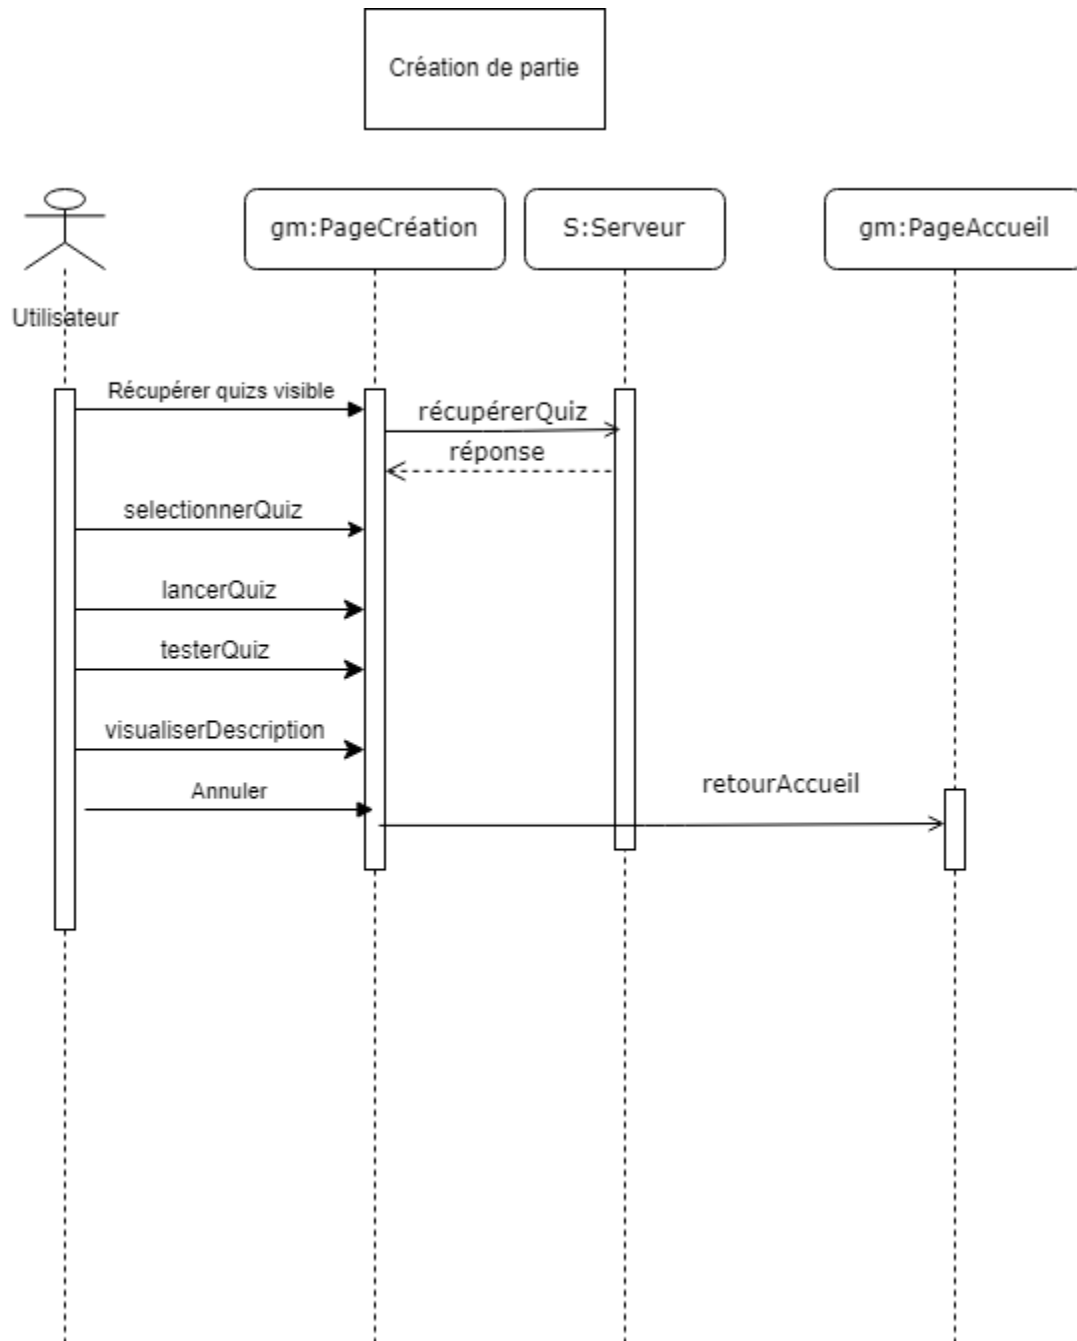 Création de partie
gm:PageCréation
S:Serveur
gm:PageAccueil
Utilisateur
Récupérer quizs visible
récupérerQuiz
réponse
selectionnerQuiz
lancerQuiz
testerQuiz
visualiserDescription
Annuler
retourAccueil